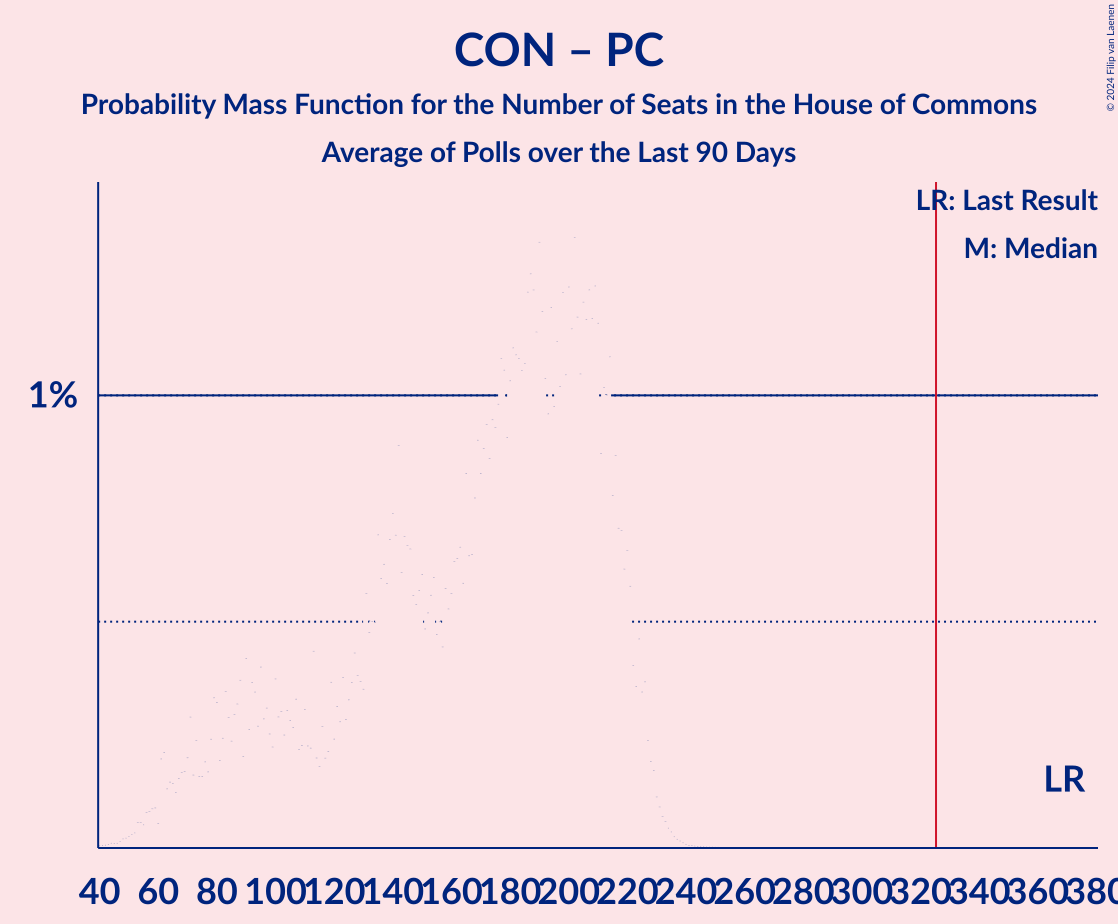 CON – PC
Probability Mass Function for the Number of Seats in the House of Commons
Average of Polls over the Last 90 Days
© 2024 Filip van Laenen
LR: Last Result
M: Median
1%
LR
40 60 80 100 120 140 160 180 200 220 240 260 280 300 320 340 360 380